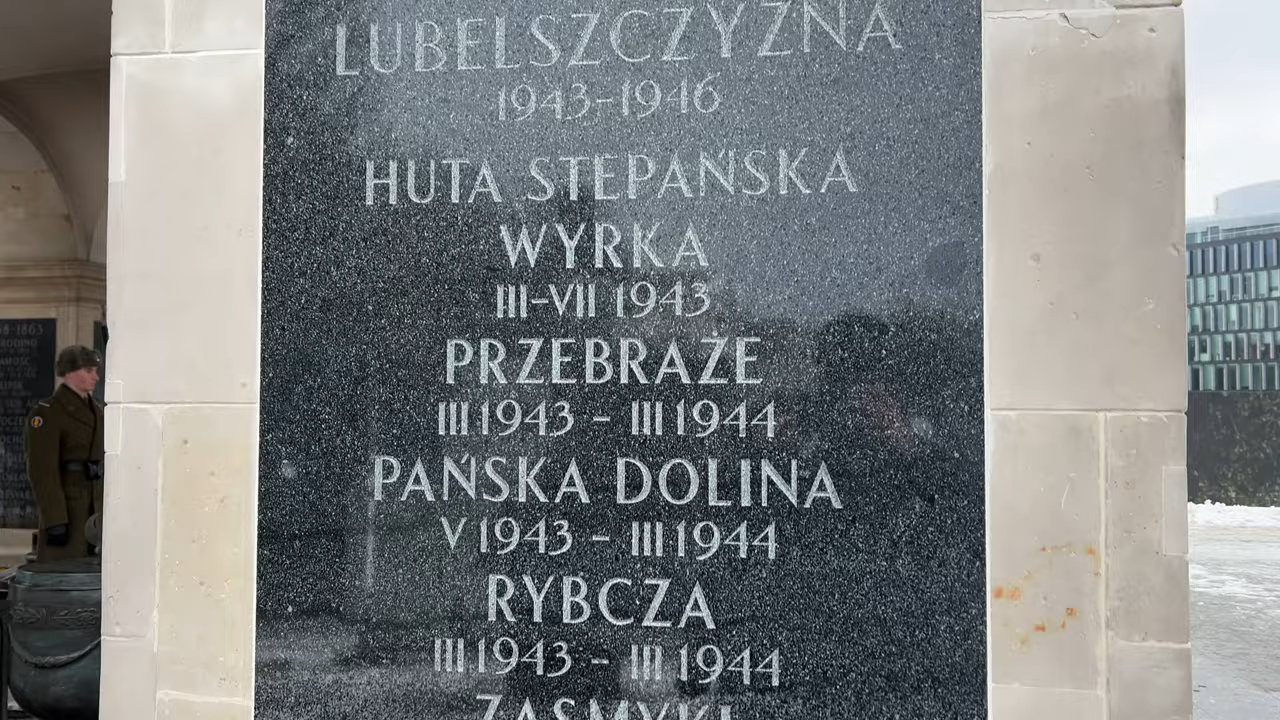 LUBELSZCZYZNA
1943-1946
HUTA STEPAŃSKA
WYRKA
III-VII 1943
PRZEBRAŻE
III 1943 - III 1944
PAŃSKA DOLINA
V 1943 - III 1944
RYBCZA
III 1943 - III 1944
ZASMYKI